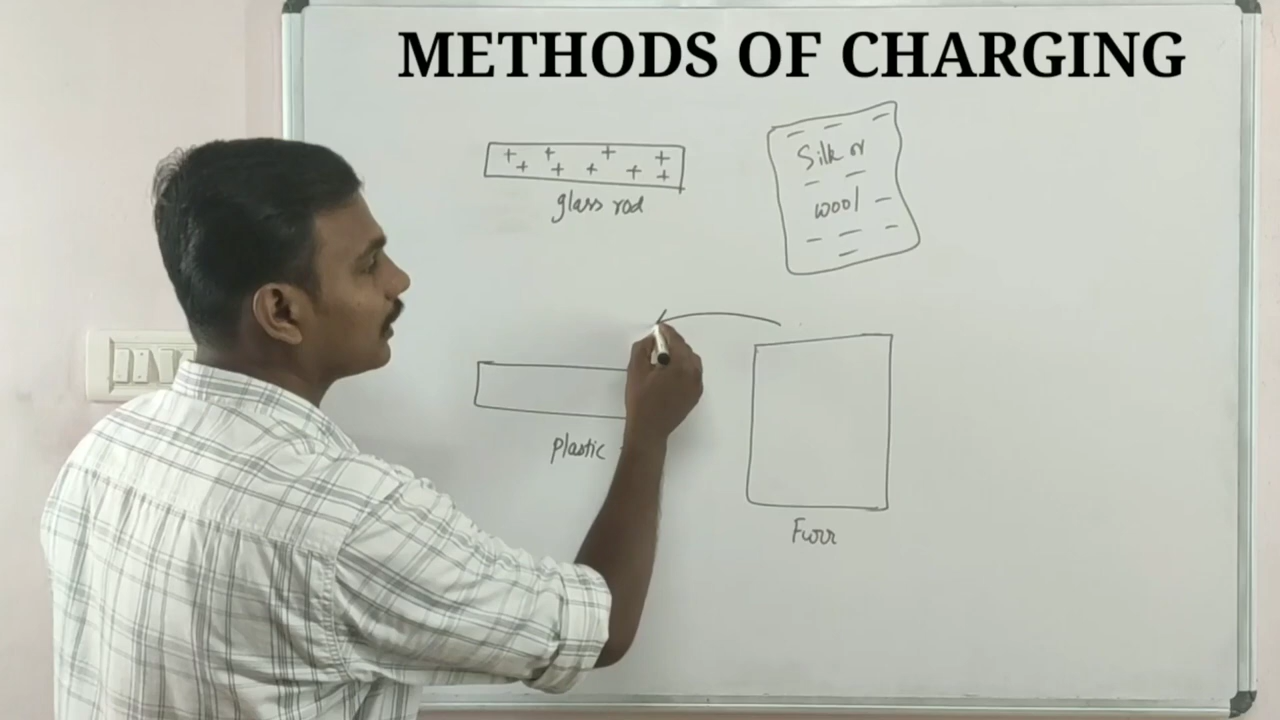 METHODS OF CHARGING
+ + + +
+ + + + +
glass rod
Silk or
wool
plastic
Furr